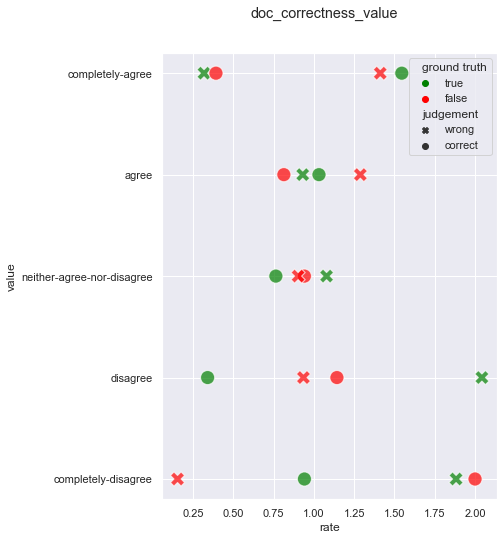 doc_correctness_value
completely-agree
agree
neither-agree-nor-disagree
disagree
completely-disagree
value
ground truth
true
false
judgement
wrong
correct
0.25 0.50 0.75 1.00 1.25 1.50 1.75 2.00
rate